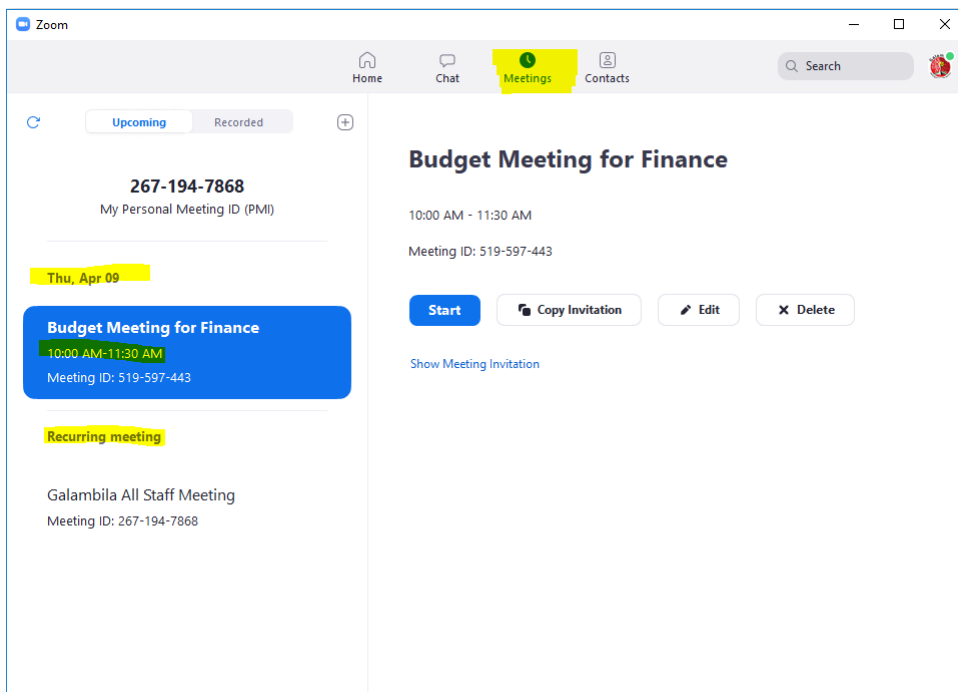 Zoom
Home
Chat
Meetings
Contacts
Search
Upcoming
Recorded
267-194-7868
My Personal Meeting ID (PMI)
Thu, Apr 09
Budget Meeting for Finance
10:00 AM-11:30 AM
Meeting ID: 519-597-443
Recurring meeting
Galambila All Staff Meeting
Meeting ID: 267-194-7868
Budget Meeting for Finance
10:00 AM - 11:30 AM
Meeting ID: 519-597-443
Start
Copy Invitation
Edit
Delete
Show Meeting Invitation